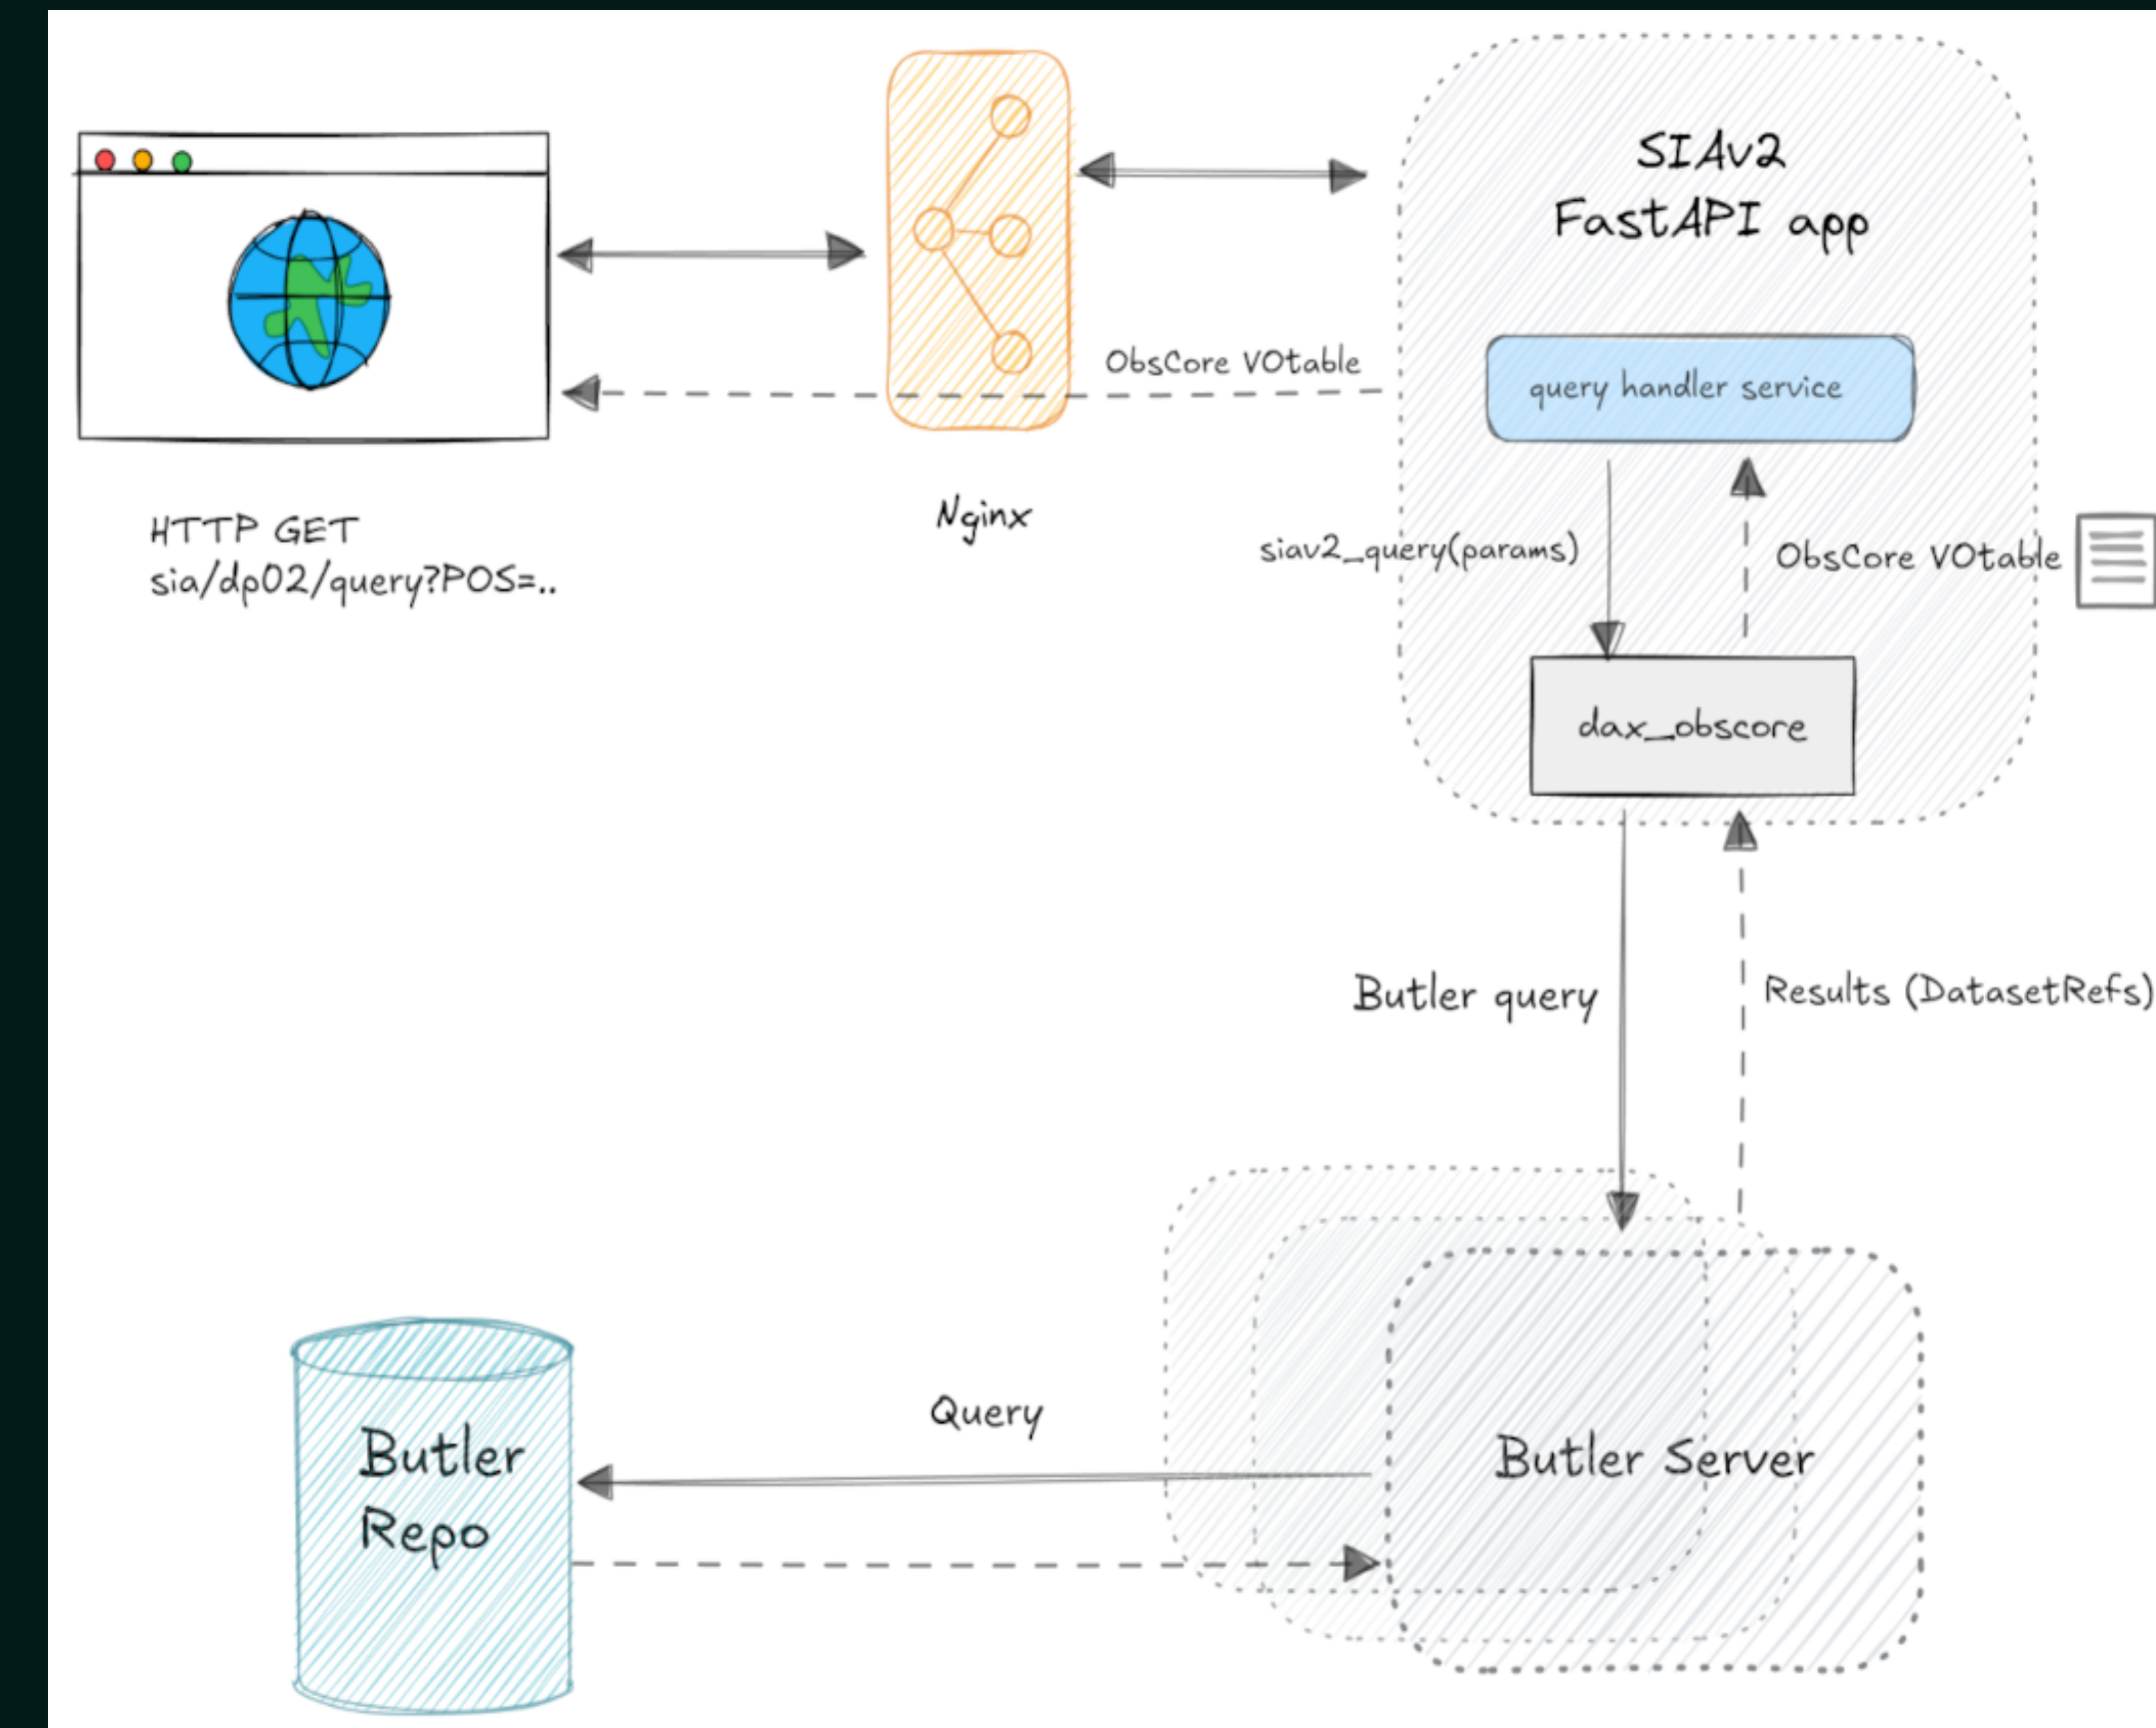 SIAv2
FastAPI app
ObsCore VOtable
query handler service
HTTP GET
sia/dp02/query?POS=..
Nginx
siav2_query(params)
ObsCore VOtable
dax_obscore
Butler query
Results (DatasetRefs)
Query
Butler
Repo
Butler Server